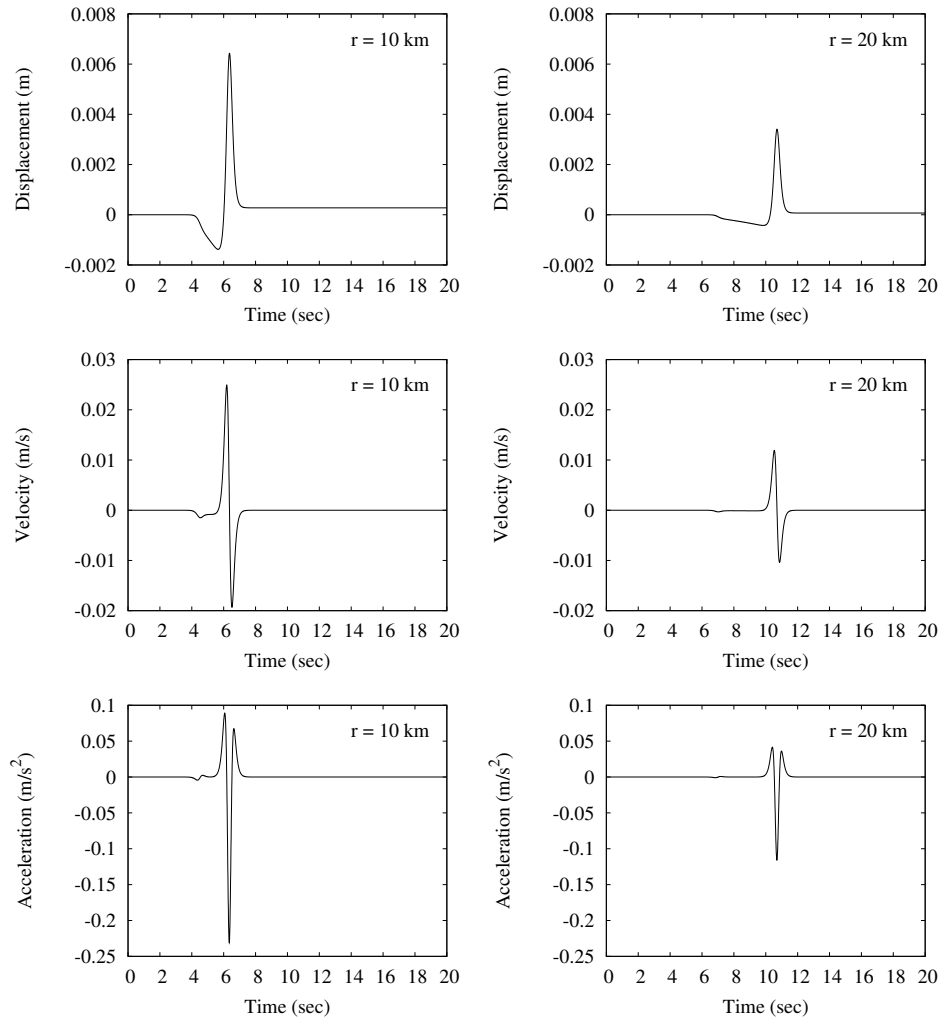 0.008
0.006
0.004
0.002
0
-0.002
Displacement (m)
r = 10 km
0 2 4 6 8 10 12 14 16 18 20
Time (sec)
0.008
0.006
0.004
0.002
0
-0.002
Displacement (m)
r = 20 km
0 2 4 6 8 10 12 14 16 18 20
Time (sec)
0.03
0.02
0.01
0
-0.01
-0.02
Velocity (m/s)
r = 10 km
0 2 4 6 8 10 12 14 16 18 20
Time (sec)
0.03
0.02
0.01
0
-0.01
-0.02
Velocity (m/s)
r = 20 km
0 2 4 6 8 10 12 14 16 18 20
Time (sec)
0.1
0.05
0
-0.05
-0.1
-0.15
-0.2
-0.25
Acceleration (m/s²)
r = 10 km
0 2 4 6 8 10 12 14 16 18 20
Time (sec)
0.1
0.05
0
-0.05
-0.1
-0.15
-0.2
-0.25
Acceleration (m/s²)
r = 20 km
0 2 4 6 8 10 12 14 16 18 20
Time (sec)